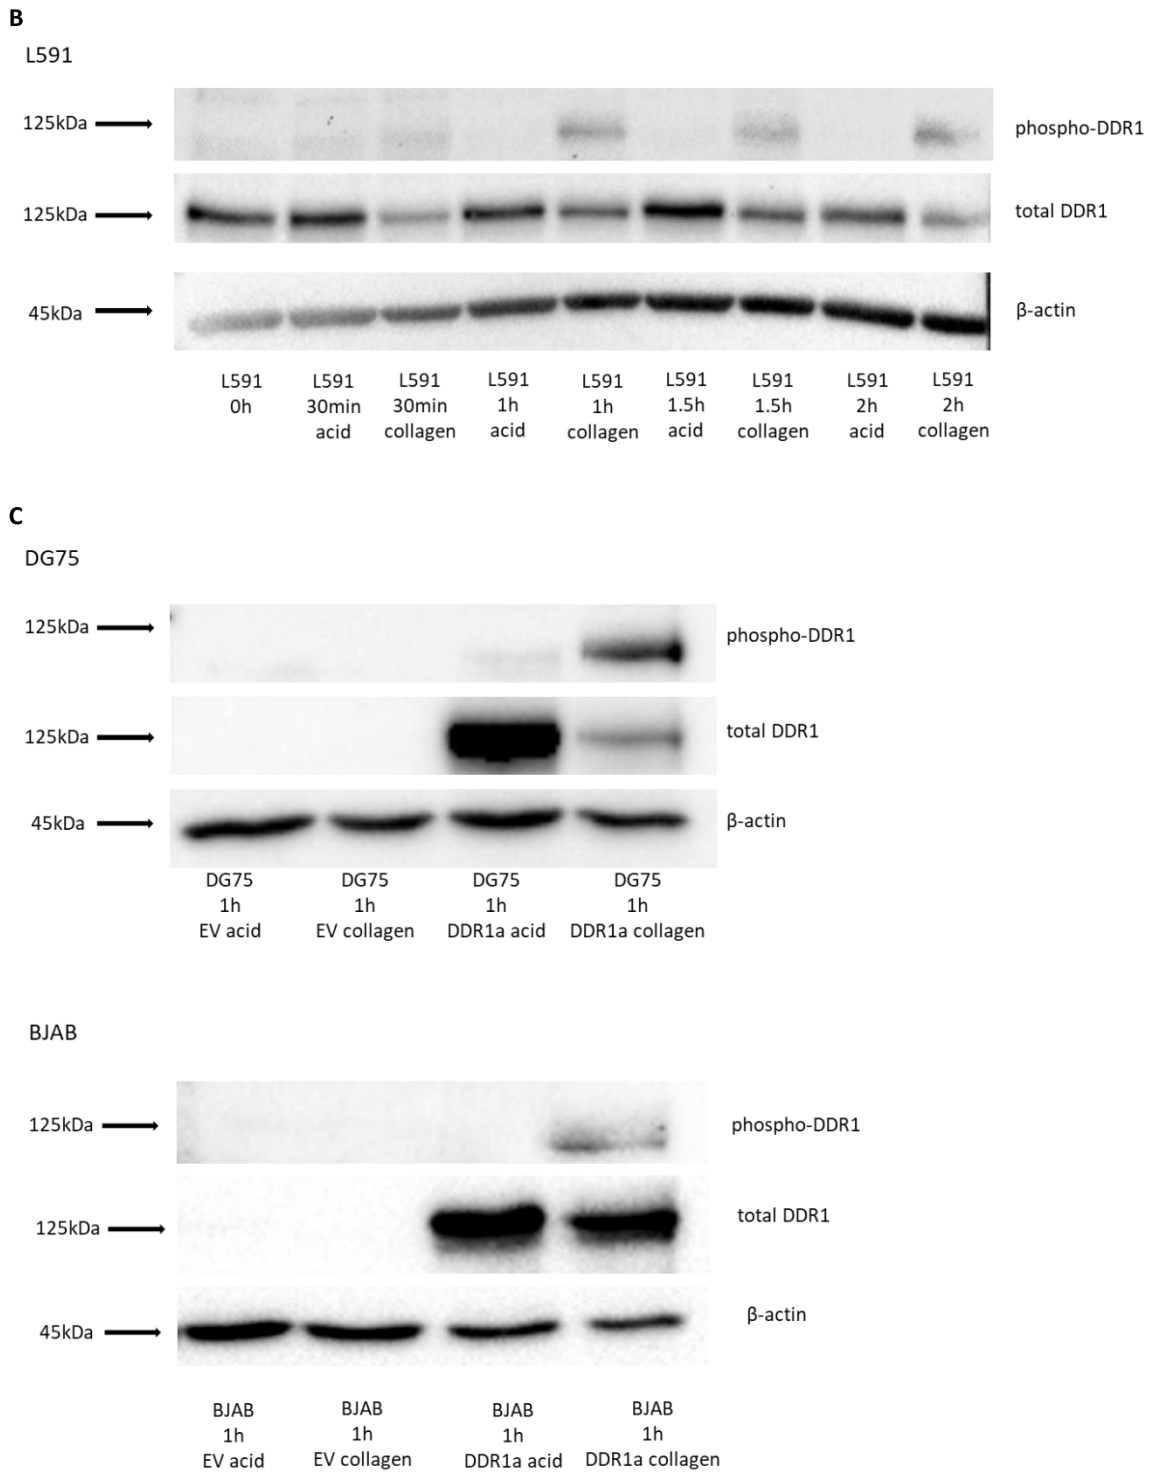 B
L591
125kDa
phospho-DDR1
125kDa
total DDR1
45kDa
β-actin
L591 L591 L591 L591 L591 L591 L591 L591 L591
0h 30min 30min 1h 1h 1.5h 1.5h 2h 2h
acid collagen acid collagen acid collagen acid collagen
C
DG75
125kDa
phospho-DDR1
125kDa
total DDR1
45kDa
β-actin
DG75 DG75 DG75 DG75
1h 1h 1h 1h
EV acid EV collagen DDR1a acid DDR1a collagen
BJAB
125kDa
phospho-DDR1
125kDa
total DDR1
45kDa
β-actin
BJAB BJAB BJAB BJAB
1h 1h 1h 1h
EV acid EV collagen DDR1a acid DDR1a collagen